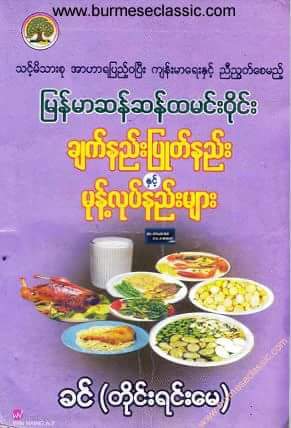 www.burmeseclassic.com
သင့်မိသားစု အာဟာရပြည့်ဝပြီး ကျန်းမာရေးနှင့် ညီညွတ်စေမည့်
မြန်မာဆန်ဆန်ထမင်းဝိုင်း
ချက်နည်းပြုတ်နည်း
နှင့်
မုန့်လုပ်နည်းများ
ခင် (တိုင်းရင်းမေ)
www.burmeseclassic.com